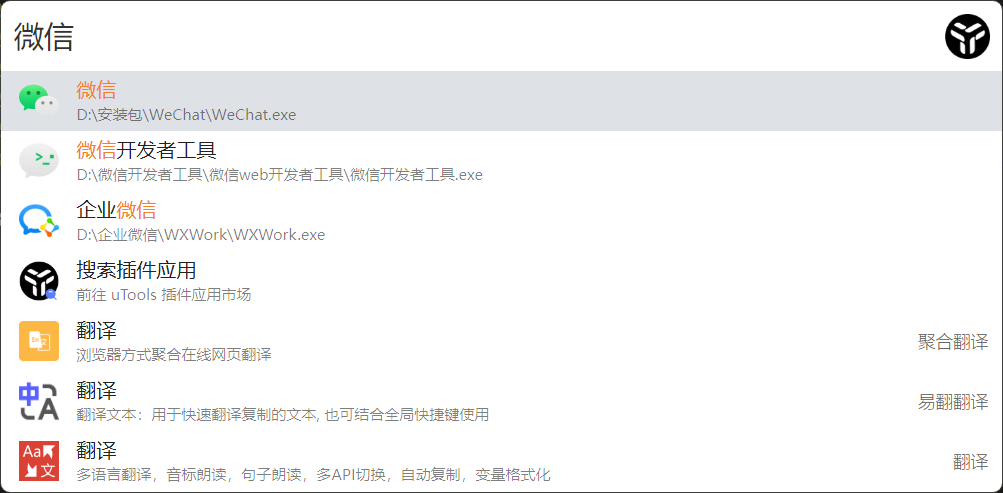 微信
微信
D:\安装包\WeChat\WeChat.exe
微信开发者工具
D:\微信开发者工具\微信web开发者工具\微信开发者工具.exe
企业微信
D:\企业微信\WXWork\WXWork.exe
搜索插件应用
前往 uTools 插件应用市场
翻译
浏览器方式聚合在线网页翻译
聚合翻译
中
A
翻译
翻译文本：用于快速翻译复制的文本, 也可结合全局快捷键使用
易翻翻译
Aa
文
翻译
多语言翻译，音标朗读，句子朗读，多API切换，自动复制，变量格式化
翻译